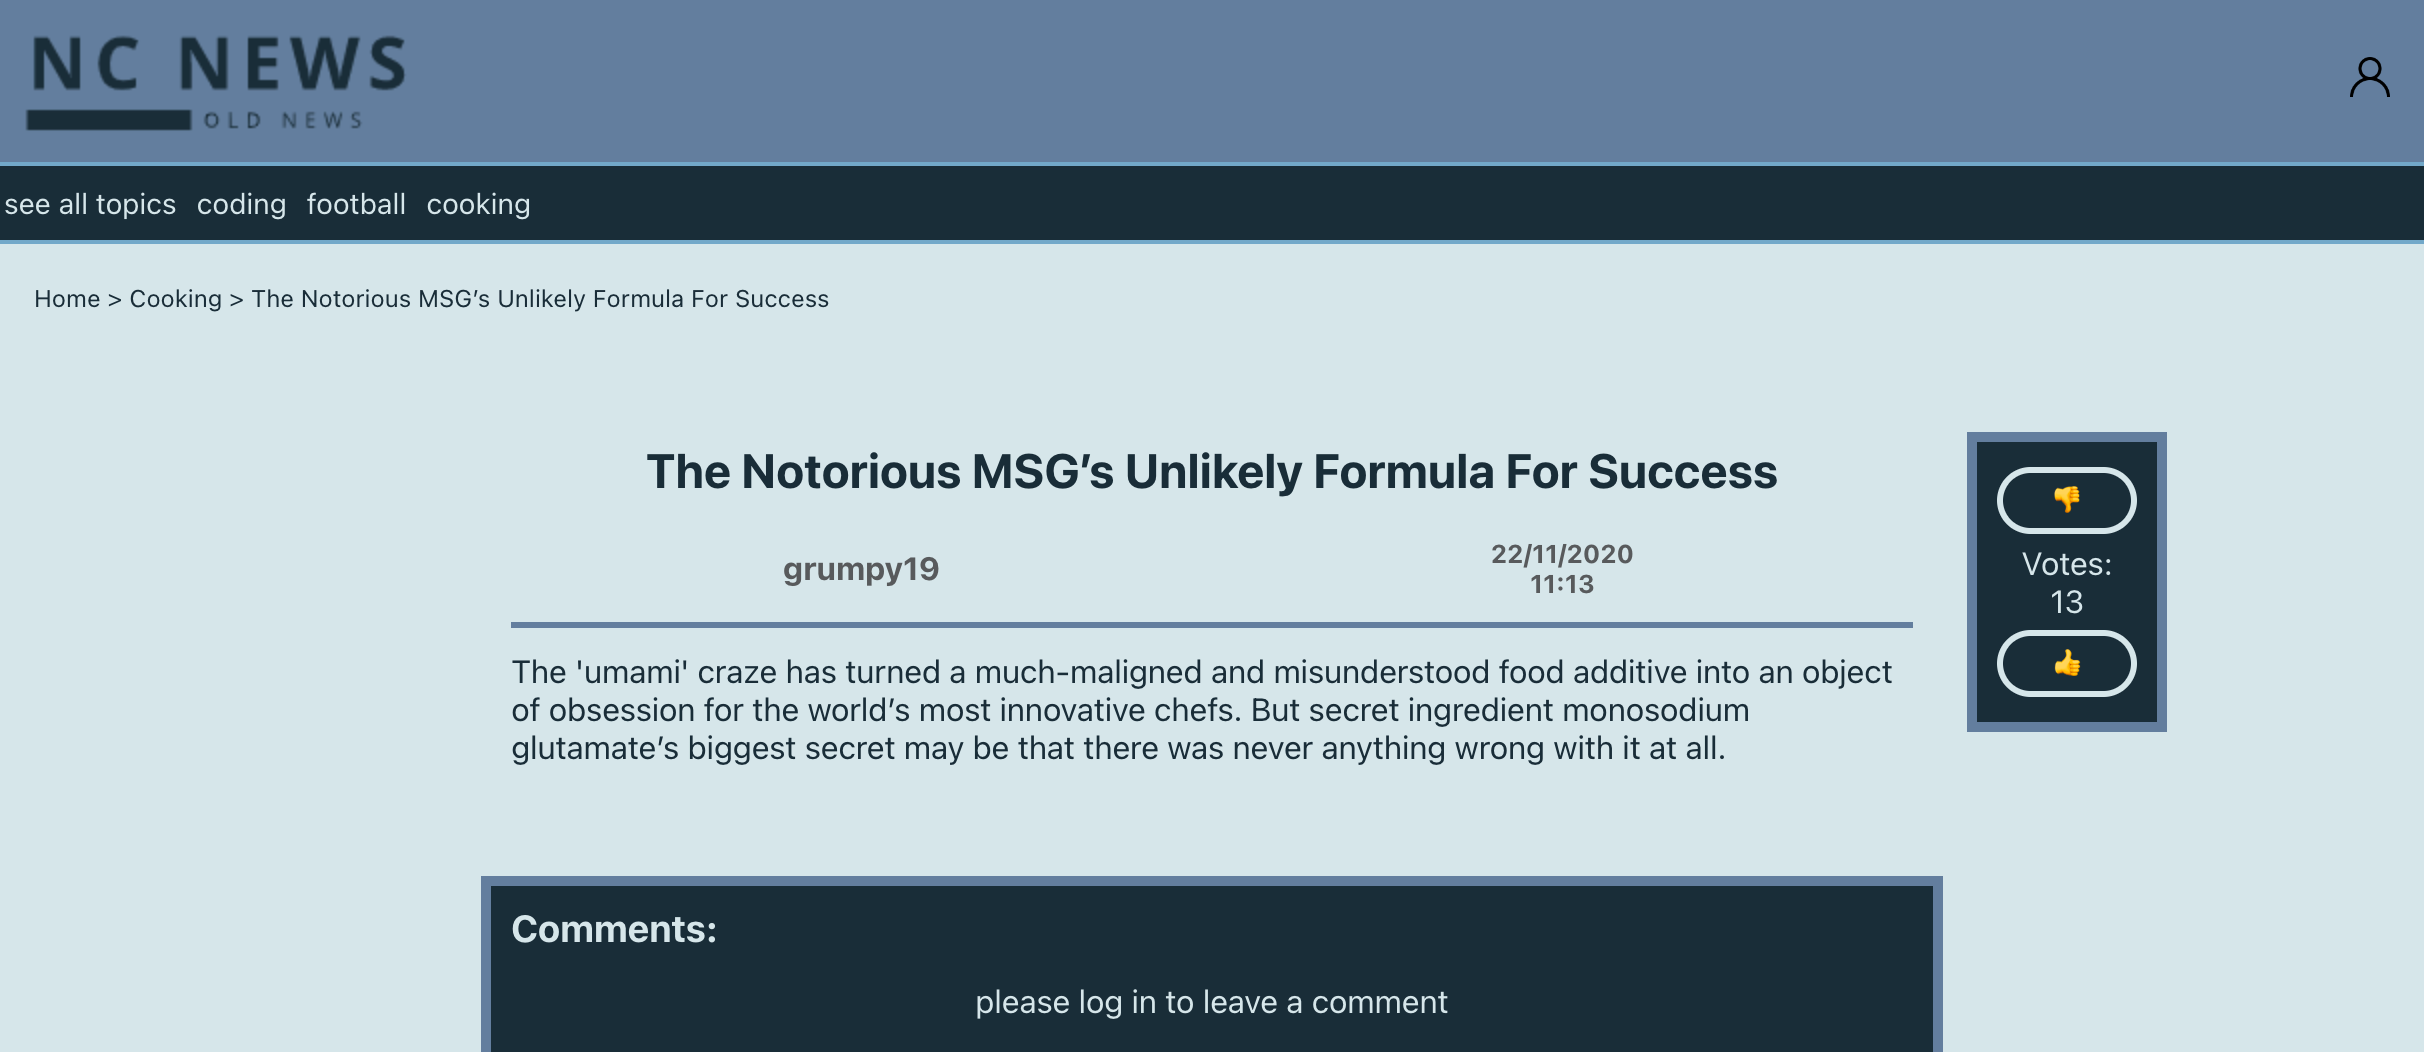 NC NEWS
OLD NEWS
see all topics coding football cooking
Home > Cooking > The Notorious MSG’s Unlikely Formula For Success
The Notorious MSG’s Unlikely Formula For Success
grumpy19
22/11/2020
11:13
👎
Votes:
13
👍
The 'umami' craze has turned a much-maligned and misunderstood food additive into an object
of obsession for the world’s most innovative chefs. But secret ingredient monosodium
glutamate’s biggest secret may be that there was never anything wrong with it at all.
Comments:
please log in to leave a comment